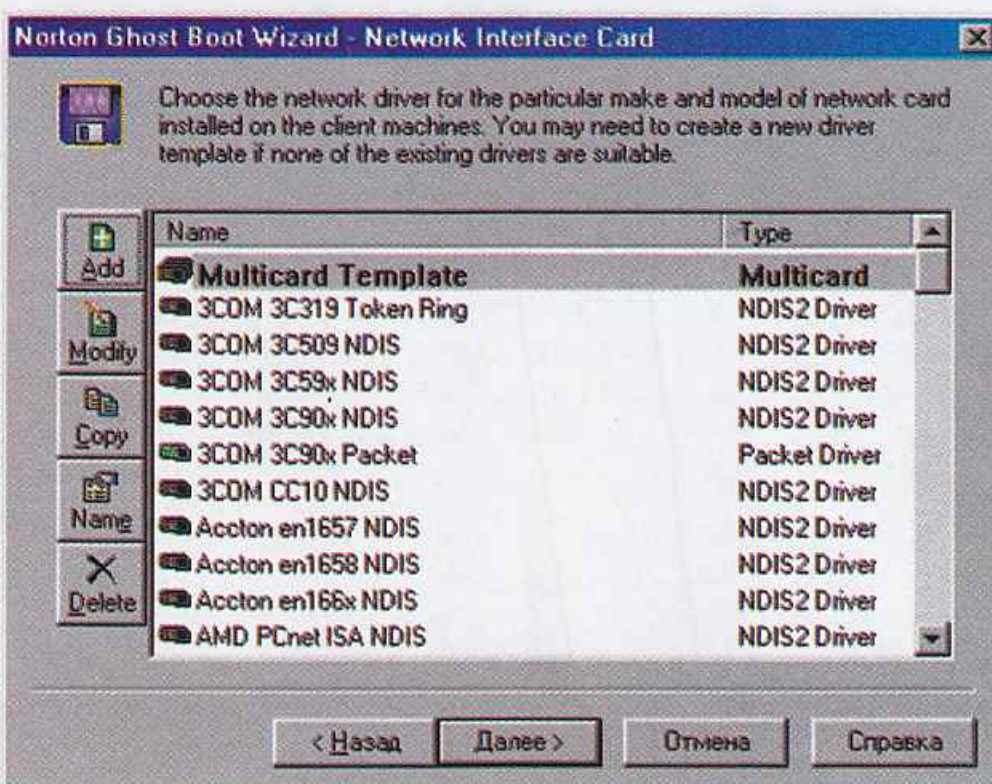 Norton Ghost Boot Wizard - Network Interface Card
Choose the network driver for the particular make and model of network card
installed on the client machines. You may need to create a new driver
template if none of the existing drivers are suitable.
Add
Modify
Copy
Name
Delete
Name Type
Multicard Template Multicard
3COM 3C319 Token Ring NDIS2 Driver
3COM 3C509 NDIS NDIS2 Driver
3COM 3C59x NDIS NDIS2 Driver
3COM 3C90x NDIS NDIS2 Driver
3COM 3C90x Packet Packet Driver
3COM CC10 NDIS NDIS2 Driver
Accton en1657 NDIS NDIS2 Driver
Accton en1658 NDIS NDIS2 Driver
Accton en166x NDIS NDIS2 Driver
AMD PCnet ISA NDIS NDIS2 Driver
< Назад Далее > Отмена Справка